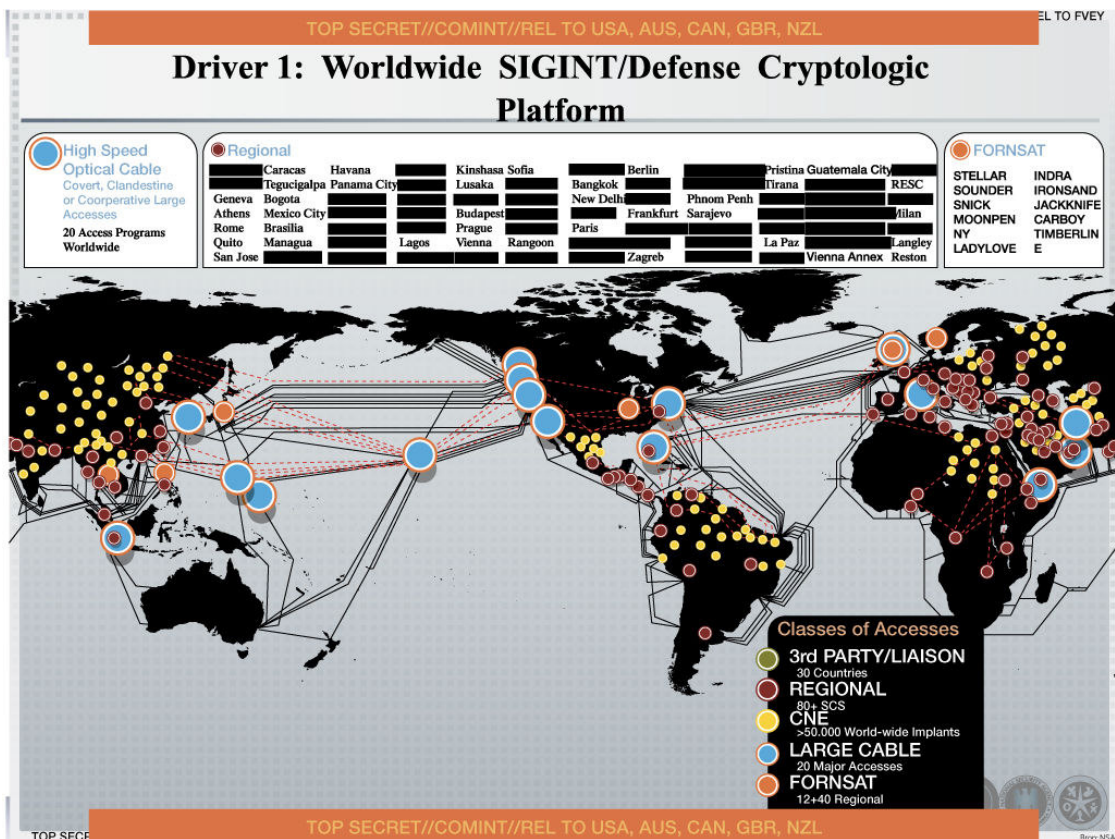 EL TO FVEY
TOP SECRET//COMINT//REL TO USA, AUS, CAN, GBR, NZL
Driver 1: Worldwide SIGINT/Defense Cryptologic
Platform
High Speed
Optical Cable
Covert, Clandestine
or Coorperative Large
Accesses
20 Access Programs
Worldwide
Regional
Caracas Havana Kinshasa Sofia Berlin Pristina Guatemala City
Tegucigalpa Panama City Lusaka Bangkok Tirana RESC
Geneva Bogota New Delhi Phnom Penh
Athens Mexico City Budapest Frankfurt Sarajevo Milan
Rome Brasilia Prague Paris
Quito Managua Lagos Vienna Rangoon La Paz Langley
San Jose Zagreb Vienna Annex Reston
FORNSAT
STELLAR INDRA
SOUNDER IRONSAND
SNICK JACKKNIFE
MOONPEN CARBOY
NY TIMBERLIN
LADYLOVE E
Classes of Accesses
3rd PARTY/LIAISON
30 Countries
REGIONAL
80+ SCS
CNE
>50.000 World-wide Implants
LARGE CABLE
20 Major Accesses
FORNSAT
12+40 Regional
TOP SECRET//COMINT//REL TO USA, AUS, CAN, GBR, NZL
TOP SECR
Bron: NSA